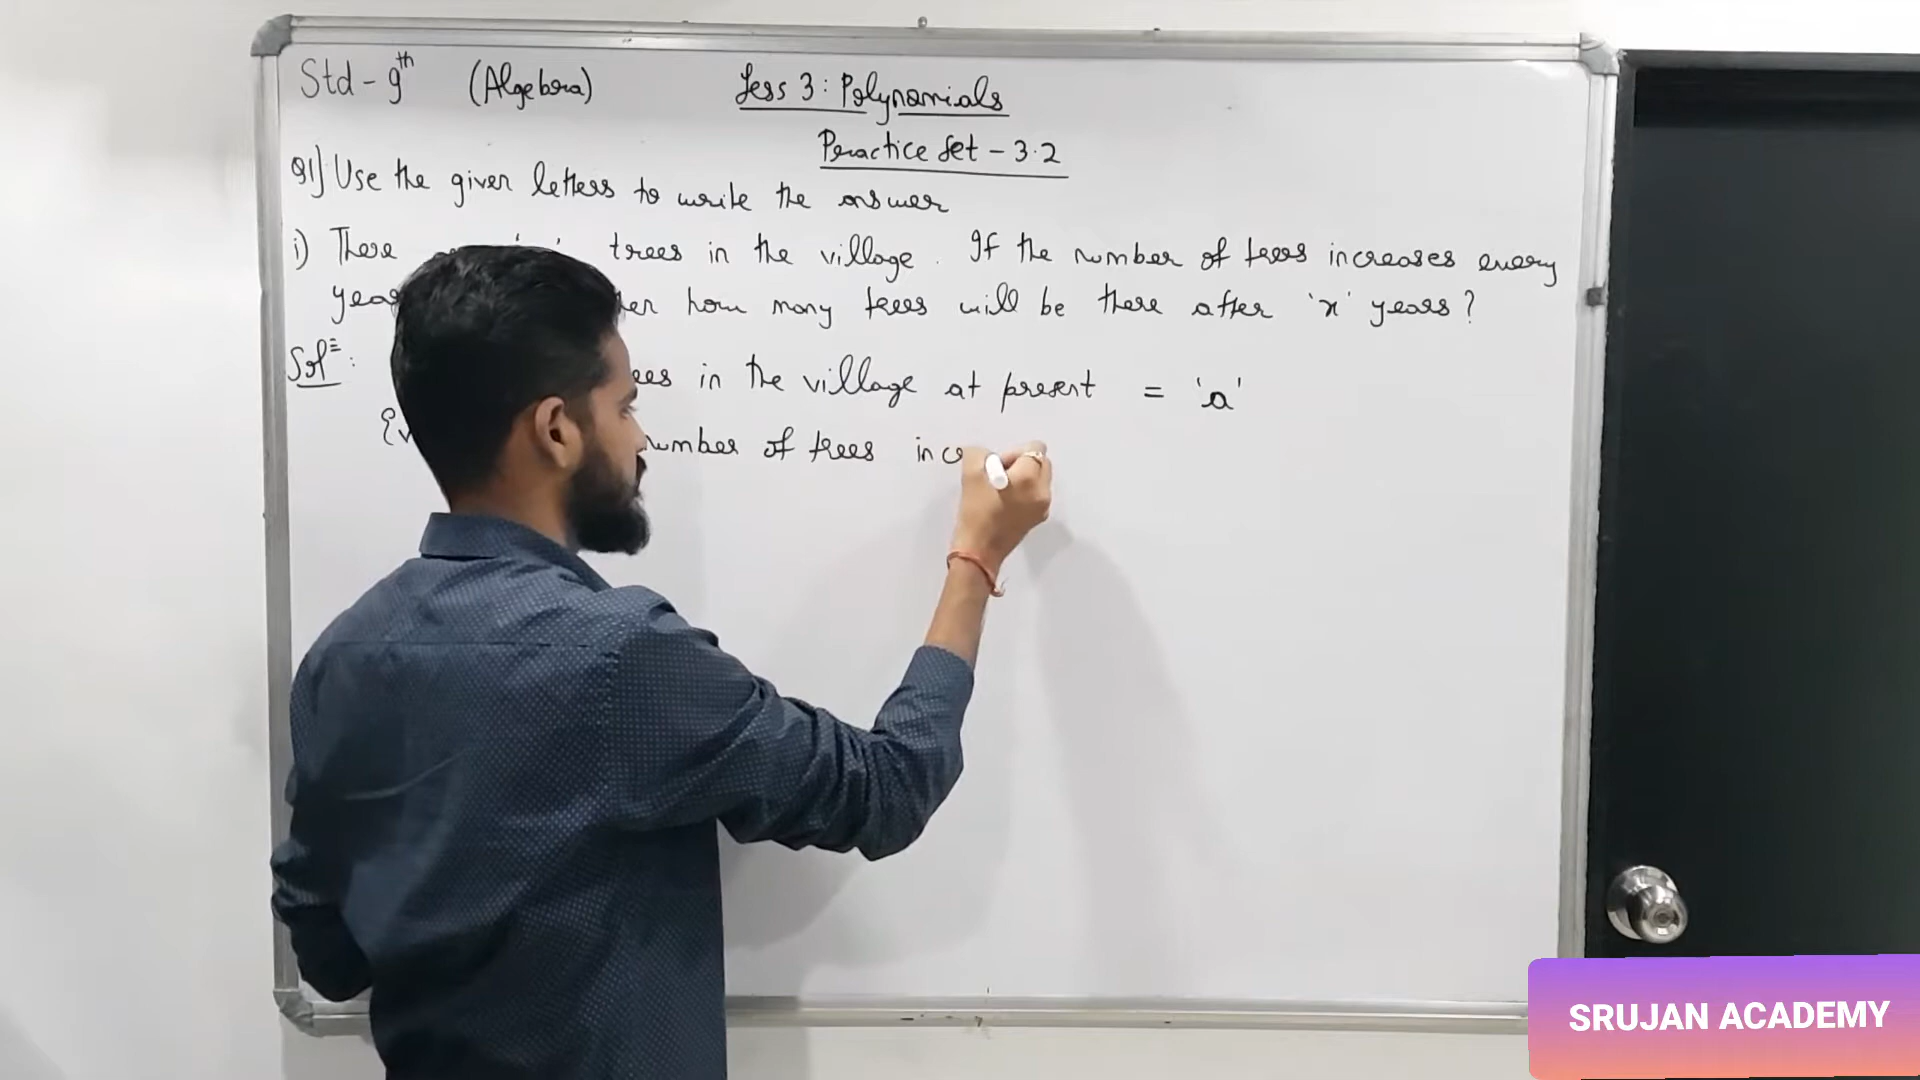 Std - 9th (Algebra) Less 3 : Polynomials
Practice Set - 3.2
Q1] Use the given letters to write the answer
i) There trees in the village. If the number of trees increases every
how many trees will be there after 'x' years?
Sol:
in the village at present = 'a'
number of trees
SRUJAN ACADEMY